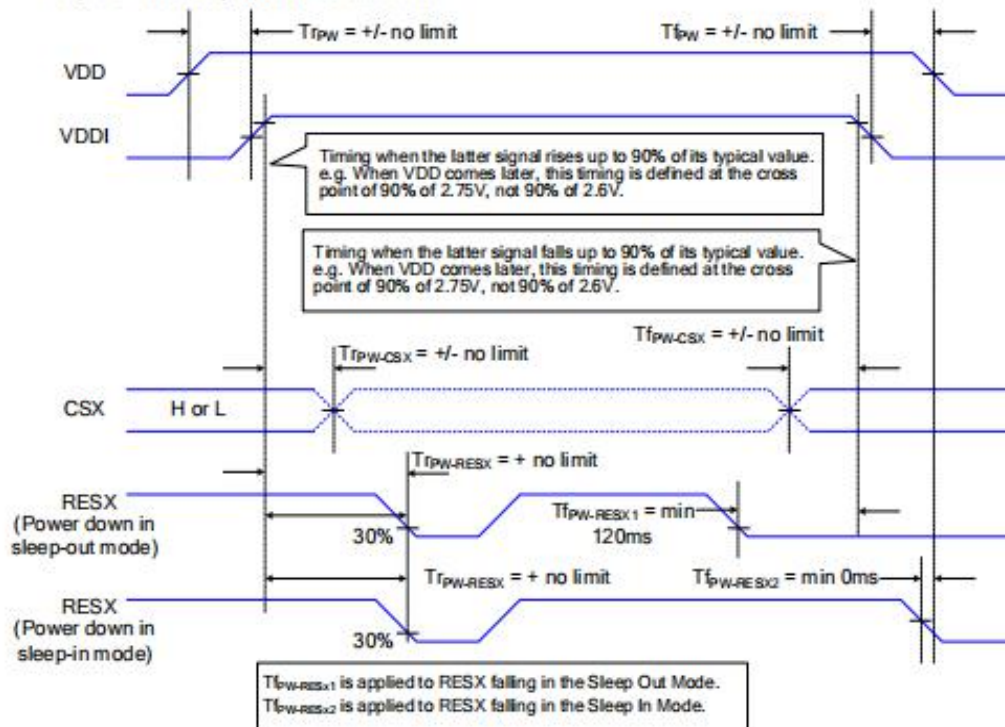 TrPW = +/- no limit
TfPW = +/- no limit
VDD
VDDI
Timing when the latter signal rises up to 90% of its typical value.
e.g. When VDD comes later, this timing is defined at the cross
point of 90% of 2.75V, not 90% of 2.6V.
Timing when the latter signal falls up to 90% of its typical value.
e.g. When VDD comes later, this timing is defined at the cross
point of 90% of 2.75V, not 90% of 2.6V.
TrPW-CSX = +/- no limit
TfPW-CSX = +/- no limit
CSX
H or L
TrPW-RESX = + no limit
RESX
(Power down in
sleep-out mode)
30%
TfPW-RESX1 = min
120ms
TrPW-RESX = + no limit
TfPW-RESX2 = min 0ms
RESX
(Power down in
sleep-in mode)
30%
TfPW-RESx1 is applied to RESX falling in the Sleep Out Mode.
TfPW-RESx2 is applied to RESX falling in the Sleep In Mode.